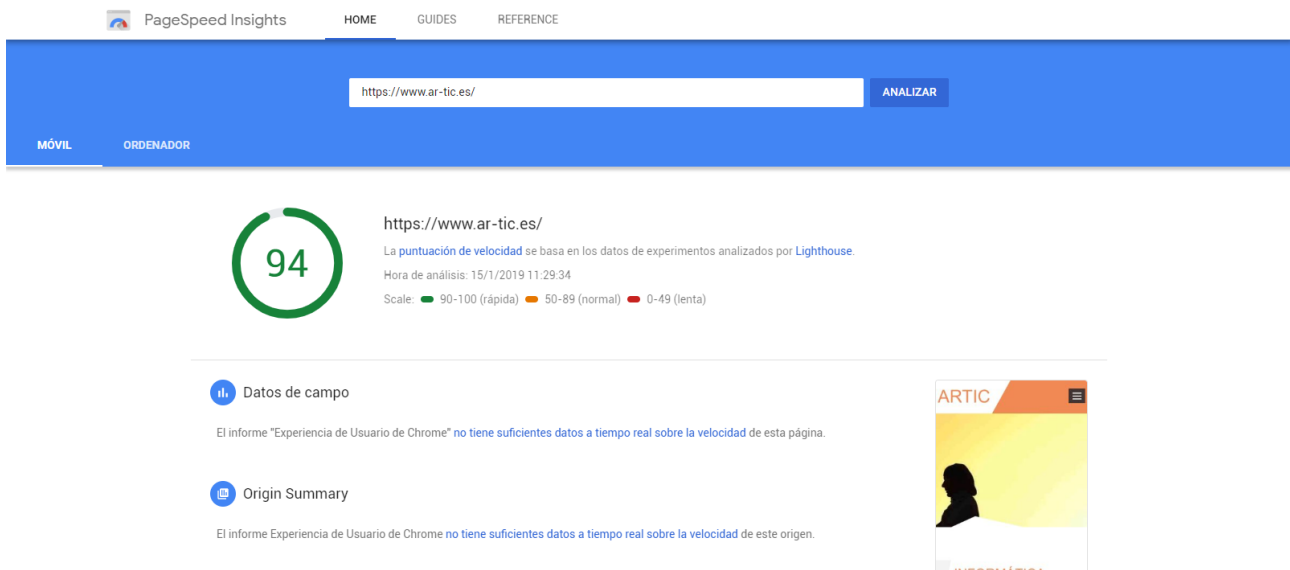 PageSpeed Insights HOME GUIDES REFERENCE
https://www.ar-tic.es/ ANALIZAR
MÓVIL ORDENADOR
94
https://www.ar-tic.es/
La puntuación de velocidad se basa en los datos de experimentos analizados por Lighthouse.
Hora de análisis: 15/1/2019 11:29:34
Scale: 90-100 (rápida) 50-89 (normal) 0-49 (lenta)
Datos de campo
El informe "Experiencia de Usuario de Chrome" no tiene suficientes datos a tiempo real sobre la velocidad de esta página.
Origin Summary
El informe Experiencia de Usuario de Chrome no tiene suficientes datos a tiempo real sobre la velocidad de este origen.
ARTIC
INFORMÁTICA